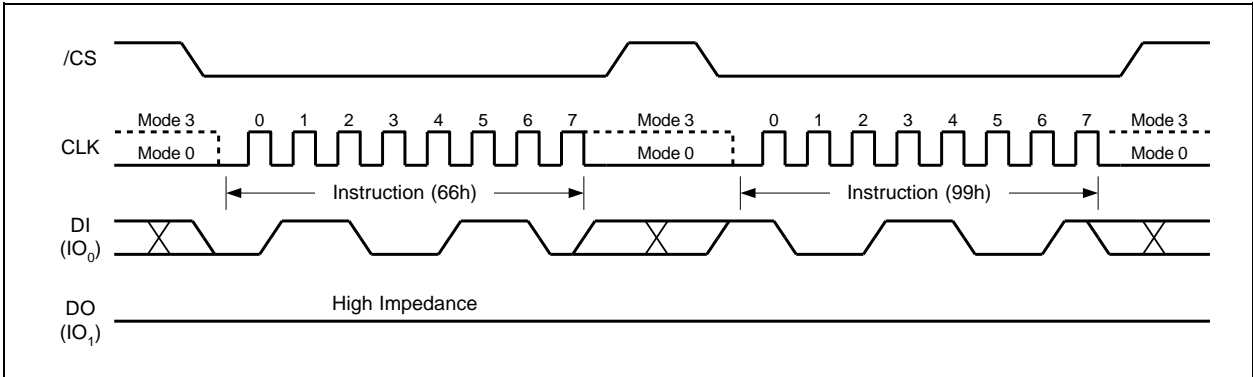 /CS
Mode 3 0 1 2 3 4 5 6 7 Mode 3 0 1 2 3 4 5 6 7 Mode 3
CLK
Mode 0 Mode 0 Mode 0
Instruction (66h) Instruction (99h)
DI
(IO0)
High Impedance
DO
(IO1)